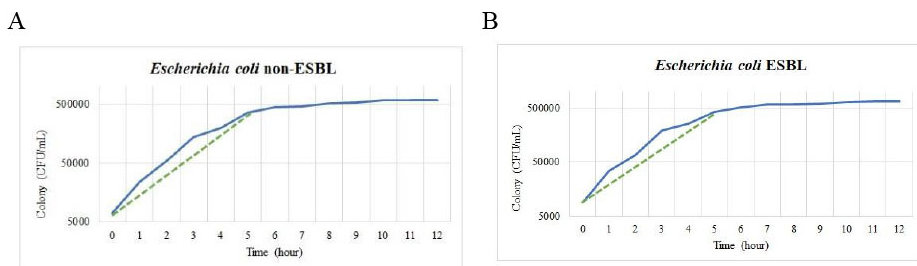 A
Escherichia coli non-ESBL
500000
50000
5000
Colony (CFU/mL)
0 1 2 3 4 5 6 7 8 9 10 11 12
Time (hour)
B
Escherichia coli ESBL
500000
50000
5000
Colony (CFU/mL)
0 1 2 3 4 5 6 7 8 9 10 11 12
Time (hour)